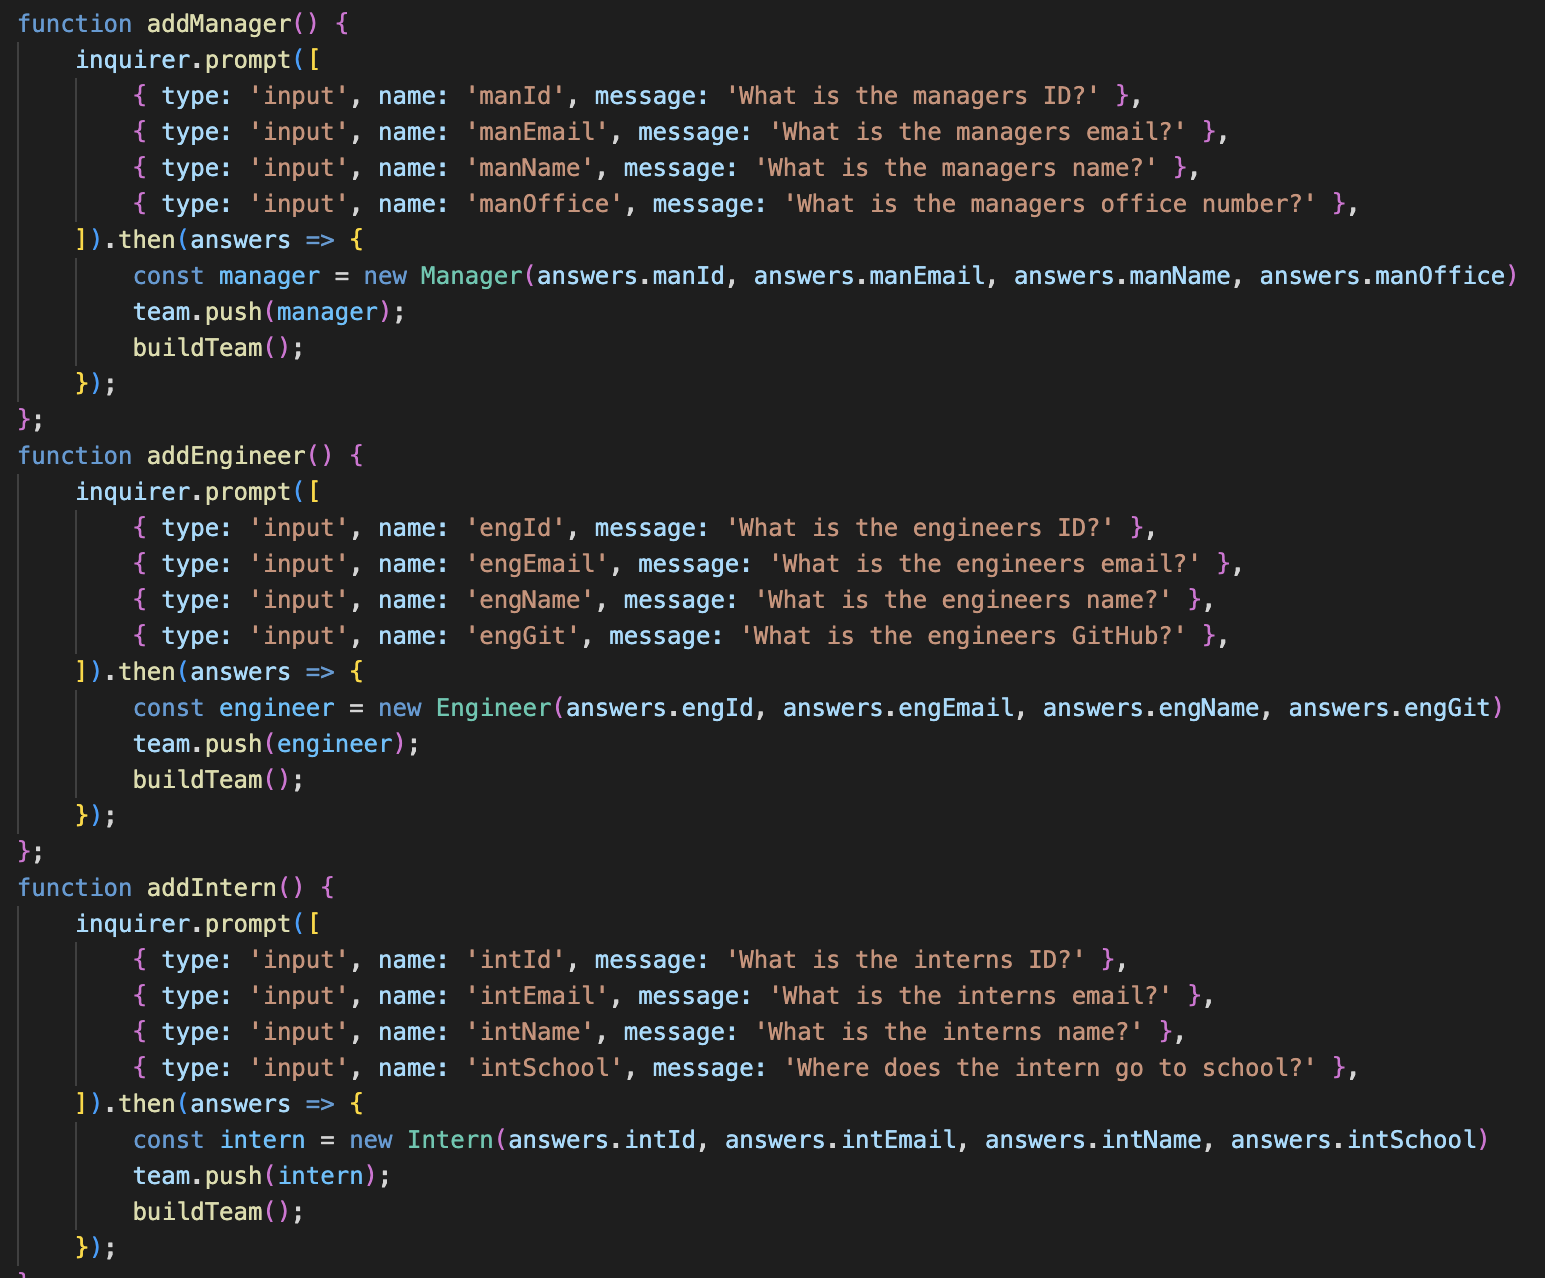 function addManager() {
    inquirer.prompt([
        { type: 'input', name: 'manId', message: 'What is the managers ID?' },
        { type: 'input', name: 'manEmail', message: 'What is the managers email?' },
        { type: 'input', name: 'manName', message: 'What is the managers name?' },
        { type: 'input', name: 'manOffice', message: 'What is the managers office number?' },
    ]).then(answers => {
        const manager = new Manager(answers.manId, answers.manEmail, answers.manName, answers.manOffice)
        team.push(manager);
        buildTeam();
    });
};
function addEngineer() {
    inquirer.prompt([
        { type: 'input', name: 'engId', message: 'What is the engineers ID?' },
        { type: 'input', name: 'engEmail', message: 'What is the engineers email?' },
        { type: 'input', name: 'engName', message: 'What is the engineers name?' },
        { type: 'input', name: 'engGit', message: 'What is the engineers GitHub?' },
    ]).then(answers => {
        const engineer = new Engineer(answers.engId, answers.engEmail, answers.engName, answers.engGit)
        team.push(engineer);
        buildTeam();
    });
};
function addIntern() {
    inquirer.prompt([
        { type: 'input', name: 'intId', message: 'What is the interns ID?' },
        { type: 'input', name: 'intEmail', message: 'What is the interns email?' },
        { type: 'input', name: 'intName', message: 'What is the interns name?' },
        { type: 'input', name: 'intSchool', message: 'Where does the intern go to school?' },
    ]).then(answers => {
        const intern = new Intern(answers.intId, answers.intEmail, answers.intName, answers.intSchool)
        team.push(intern);
        buildTeam();
    });